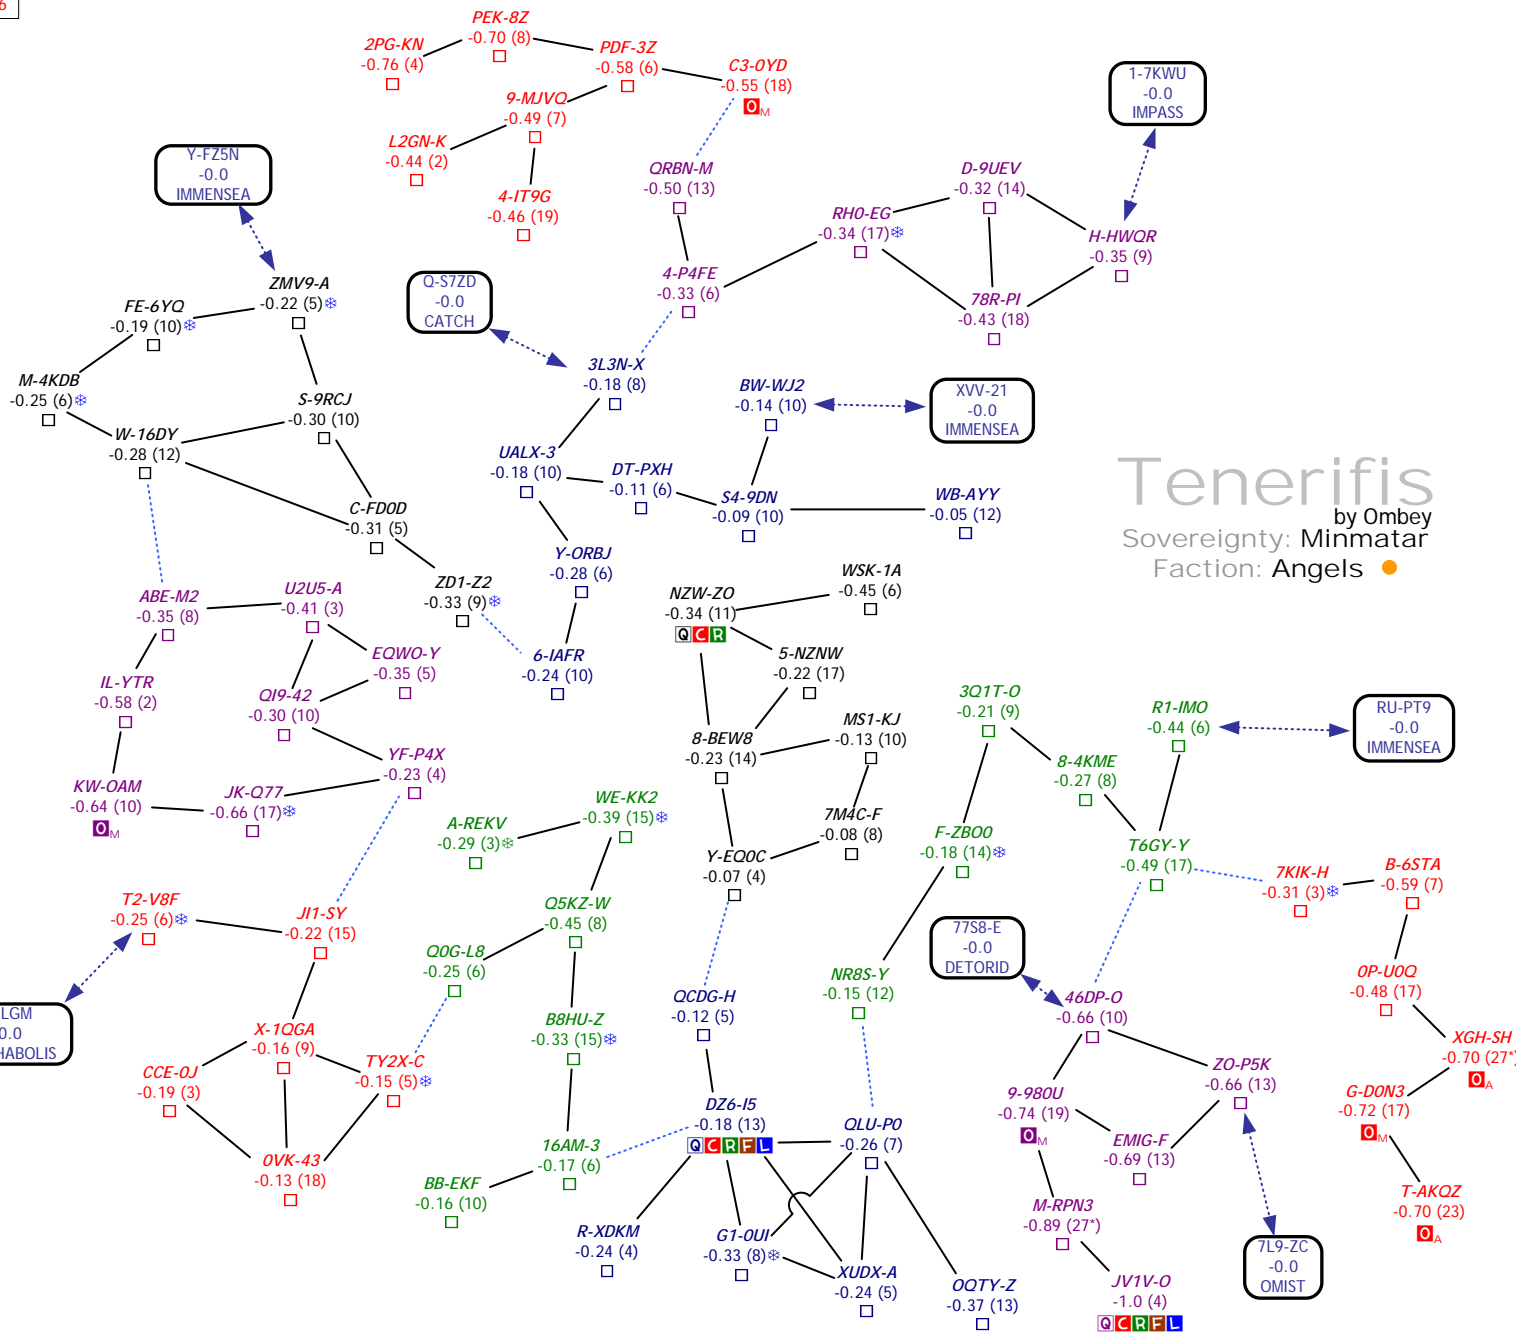 6
PEK-8Z
-0.70 (8)
2PG-KN
-0.76 (4)
PDF-3Z
-0.58 (6)
C3-0YD
-0.55 (18)
O M
9-MJVQ
-0.49 (7)
L2GN-K
-0.44 (2)
4-IT9G
-0.46 (19)
1-7KWU
-0.0
IMPASS
Y-FZ5N
-0.0
IMMENSEA
QRBN-M
-0.50 (13)
D-9UEV
-0.32 (14)
RH0-EG
-0.34 (17)
H-HWQR
-0.35 (9)
4-P4FE
-0.33 (6)
78R-PI
-0.43 (18)
ZMV9-A
-0.22 (5)
FE-6YQ
-0.19 (10)
Q-S7ZD
-0.0
CATCH
3L3N-X
-0.18 (8)
M-4KDB
-0.25 (6)
S-9RCJ
-0.30 (10)
BW-WJ2
-0.14 (10)
XVV-21
-0.0
IMMENSEA
W-16DY
-0.28 (12)
UALX-3
-0.18 (10)
DT-PXH
-0.11 (6)
S4-9DN
-0.09 (10)
WB-AYY
-0.05 (12)
Tenerifis
by Ombey
Sovereignty: Minmatar
Faction: Angels
C-FD0D
-0.31 (5)
Y-ORBJ
-0.28 (6)
ZD1-Z2
-0.33 (9)
WSK-1A
-0.45 (6)
NZW-ZO
-0.34 (11)
Q C R
ABE-M2
-0.35 (8)
U2U5-A
-0.41 (3)
EQWO-Y
-0.35 (5)
6-IAFR
-0.24 (10)
5-NZNW
-0.22 (17)
IL-YTR
-0.58 (2)
QI9-42
-0.30 (10)
3Q1T-O
-0.21 (9)
R1-IMO
-0.44 (6)
RU-PT9
-0.0
IMMENSEA
MS1-KJ
-0.13 (10)
8-BEW8
-0.23 (14)
YF-P4X
-0.23 (4)
8-4KME
-0.27 (8)
KW-OAM
-0.64 (10)
O M
JK-Q77
-0.66 (17)
WE-KK2
-0.39 (15)
A-REKV
-0.29 (3)
7M4C-F
-0.08 (8)
F-ZBO0
-0.18 (14)
T6GY-Y
-0.49 (17)
Y-EQ0C
-0.07 (4)
7KIK-H
-0.31 (3)
B-6STA
-0.59 (7)
T2-V8F
-0.25 (6)
JI1-SY
-0.22 (15)
Q5KZ-W
-0.45 (8)
77S8-E
-0.0
DETORID
Q0G-L8
-0.25 (6)
NR8S-Y
-0.15 (12)
0P-U0Q
-0.48 (17)
QCDG-H
-0.12 (5)
46DP-O
-0.66 (10)
LGM
0.0
HABOLIS
X-1QGA
-0.16 (9)
B8HU-Z
-0.33 (15)
XGH-SH
-0.70 (27*)
O A
CCE-0J
-0.19 (3)
TY2X-C
-0.15 (5)
ZO-P5K
-0.66 (13)
9-980U
-0.74 (19)
O M
G-D0N3
-0.72 (17)
O M
DZ6-I5
-0.18 (13)
Q C R F L
QLU-P0
-0.26 (7)
EMIG-F
-0.69 (13)
16AM-3
-0.17 (6)
0VK-43
-0.13 (18)
BB-EKF
-0.16 (10)
T-AKQZ
-0.70 (23)
O A
M-RPN3
-0.89 (27*)
R-XDKM
-0.24 (4)
G1-0UI
-0.33 (8)
7L9-ZC
-0.0
OMIST
XUDX-A
-0.24 (5)
OQTY-Z
-0.37 (13)
JV1V-O
-1.0 (4)
Q C R F L